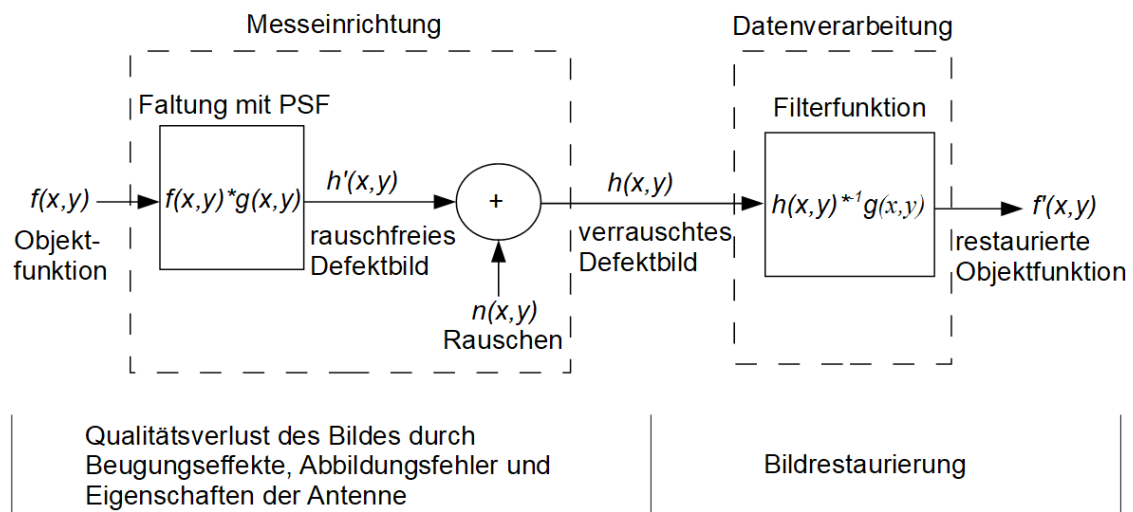 Messeinrichtung
Datenverarbeitung
Faltung mit PSF
Filterfunktion
f(x,y)
f(x,y)*g(x,y)
h'(x,y)
+
h(x,y)
h(x,y)*⁻¹g(x,y)
f'(x,y)
Objekt-
funktion
rauschfreies
Defektbild
verrauschtes
Defektbild
restaurierte
Objektfunktion
n(x,y)
Rauschen
Qualitätsverlust des Bildes durch
Beugungseffekte, Abbildungsfehler und
Eigenschaften der Antenne
Bildrestaurierung